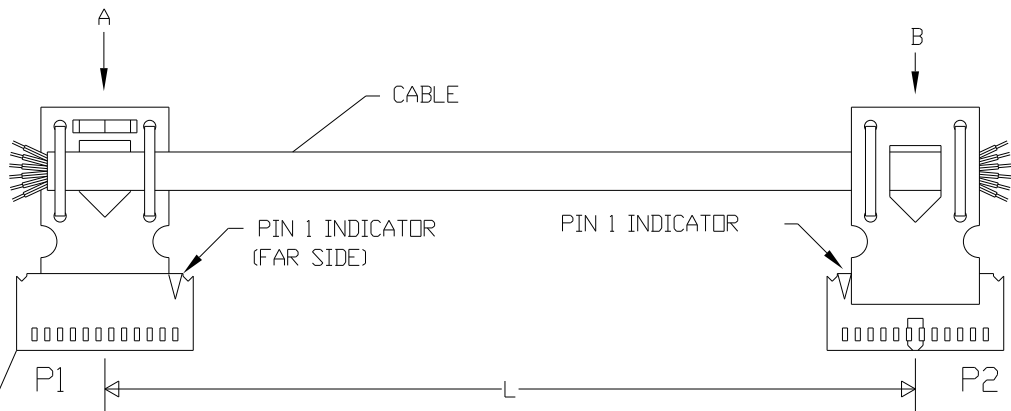 A
B
CABLE
PIN 1 INDICATOR
(FAR SIDE)
PIN 1 INDICATOR
P1
L
P2